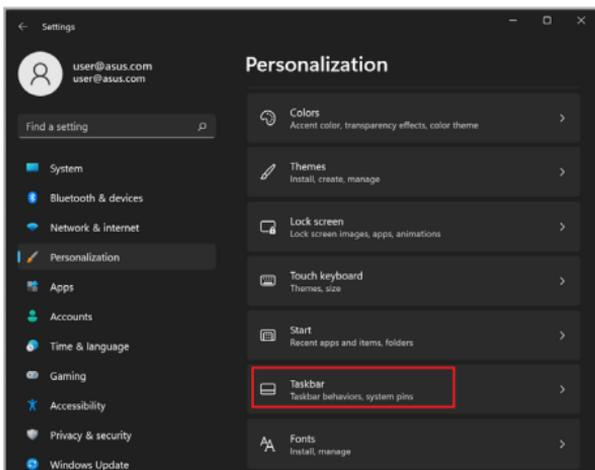 Settings
user@asus.com
user@asus.com
Find a setting
System
Bluetooth & devices
Network & internet
Personalization
Apps
Accounts
Time & language
Gaming
Accessibility
Privacy & security
Windows Update
Personalization
Colors
Accent color, transparency effects, color theme
Themes
Install, create, manage
Lock screen
Lock screen images, apps, animations
Touch keyboard
Themes, size
Start
Recent apps and items, folders
Taskbar
Taskbar behaviors, system pins
Fonts
Install, manage